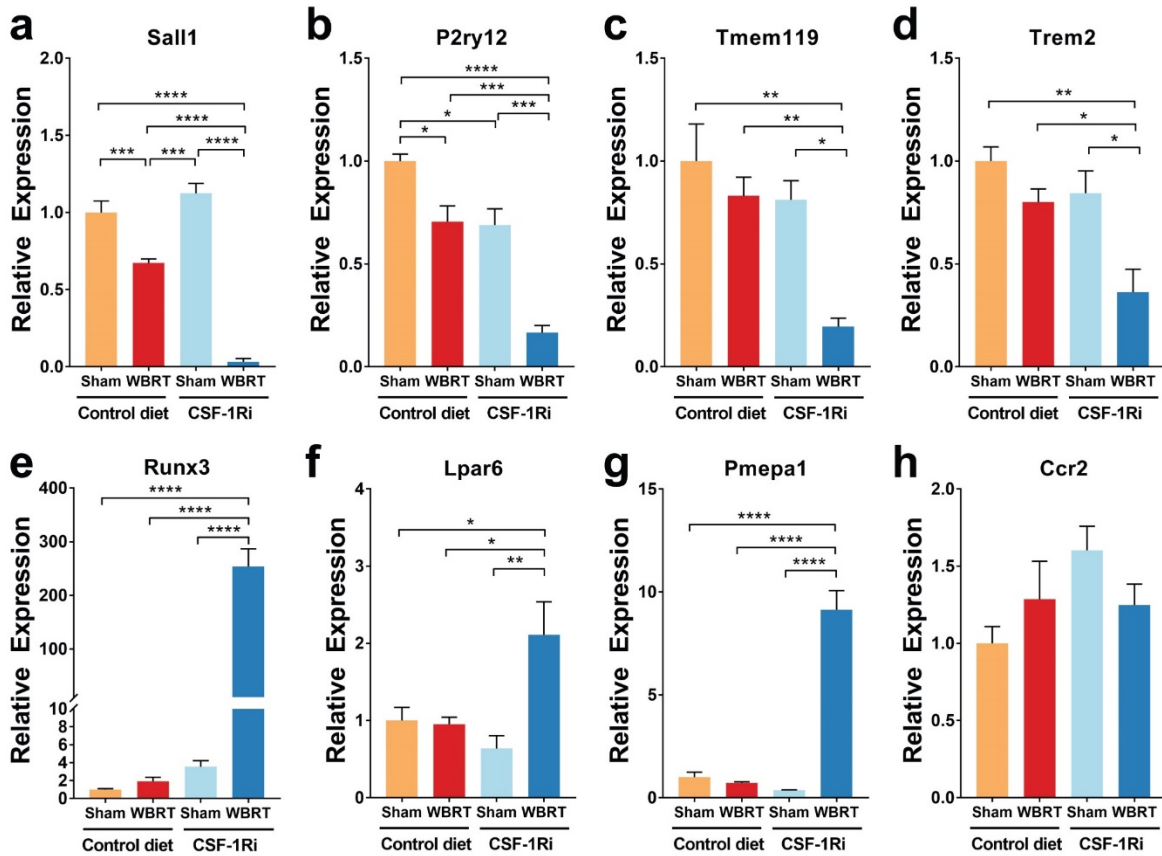 a
Sall1
Relative Expression
2.0
1.5
1.0
0.5
0.0
****
****
*** *** ****
Sham WBRT Sham WBRT
Control diet CSF-1Ri
b
P2ry12
Relative Expression
1.5
1.0
0.5
0.0
****
***
* ***
*
Sham WBRT Sham WBRT
Control diet CSF-1Ri
c
Tmem119
Relative Expression
1.5
1.0
0.5
0.0
**
**
*
Sham WBRT Sham WBRT
Control diet CSF-1Ri
d
Trem2
Relative Expression
1.5
1.0
0.5
0.0
**
*
*
Sham WBRT Sham WBRT
Control diet CSF-1Ri
e
Runx3
Relative Expression
400
300
200
100
10
8
6
4
2
0
****
****
****
Sham WBRT Sham WBRT
Control diet CSF-1Ri
f
Lpar6
Relative Expression
4
3
2
1
0
*
*
**
Sham WBRT Sham WBRT
Control diet CSF-1Ri
g
Pmepa1
Relative Expression
15
10
5
0
****
****
****
Sham WBRT Sham WBRT
Control diet CSF-1Ri
h
Ccr2
Relative Expression
2.0
1.5
1.0
0.5
0.0
Sham WBRT Sham WBRT
Control diet CSF-1Ri